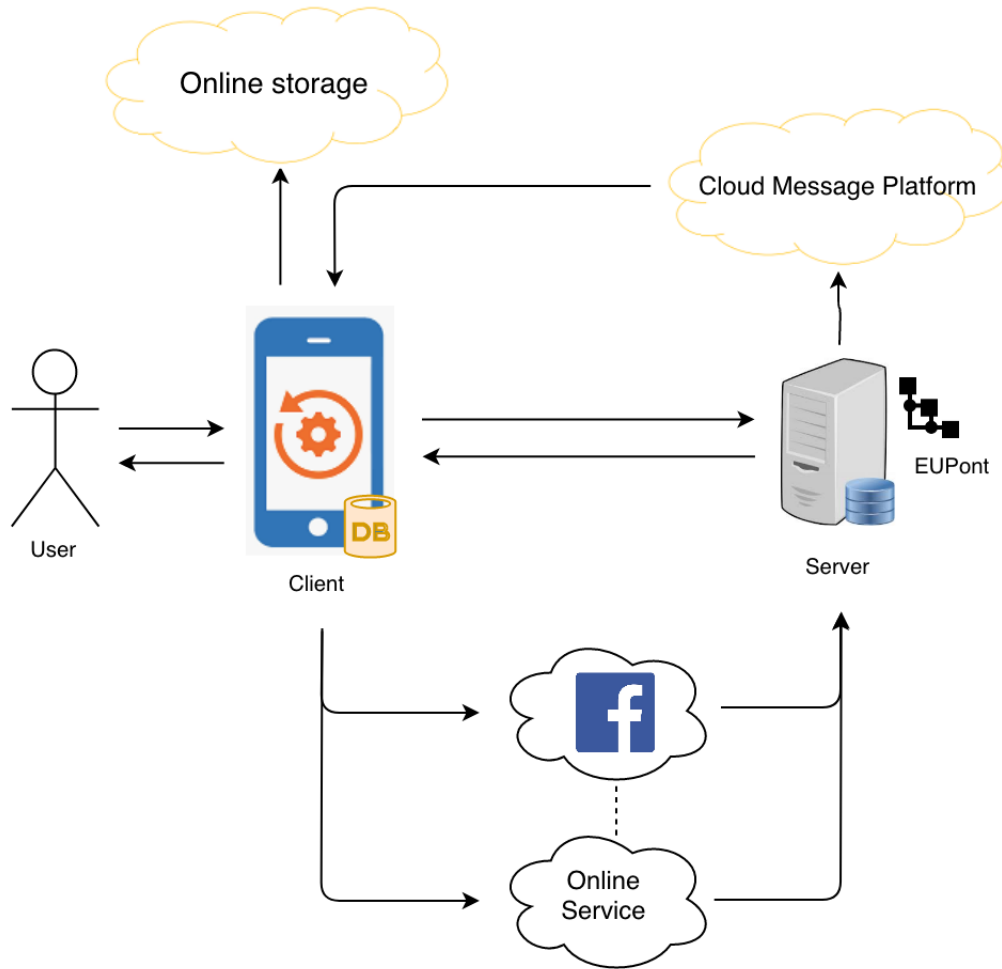 Online storage
Cloud Message Platform
User
DB
Client
EUPont
Server
f
Online
Service